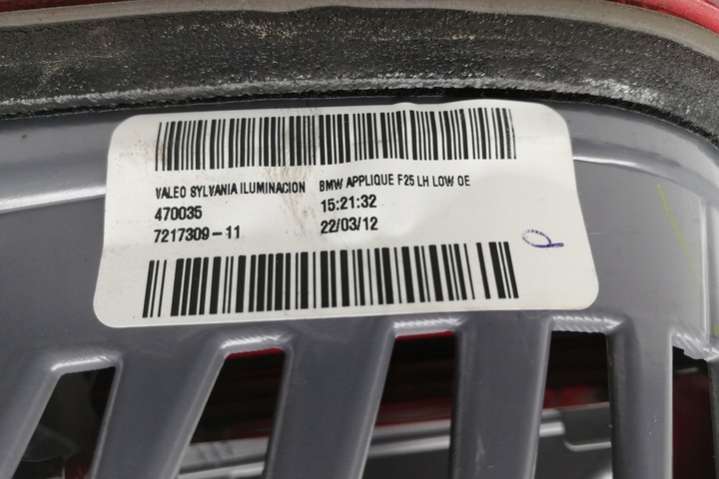 VALEO SYLVANIA ILUMINACION BMW APPLIQUE F25 LH LOW OE
470035 15:21:32
7217309-11 22/03/12